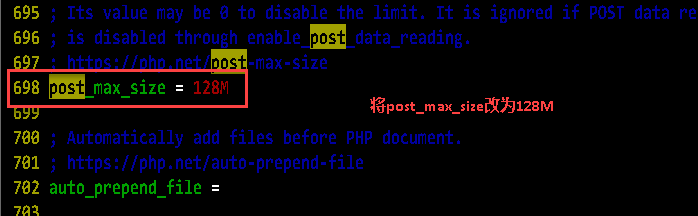 695 ; Its value may be 0 to disable the limit. It is ignored if POST data re
696 ; is disabled through enable_post_data_reading.
697 ; https://php.net/post-max-size
698 post_max_size = 128M
将post_max_size改为128M
699
700 ; Automatically add files before PHP document.
701 ; https://php.net/auto-prepend-file
702 auto_prepend_file =
703